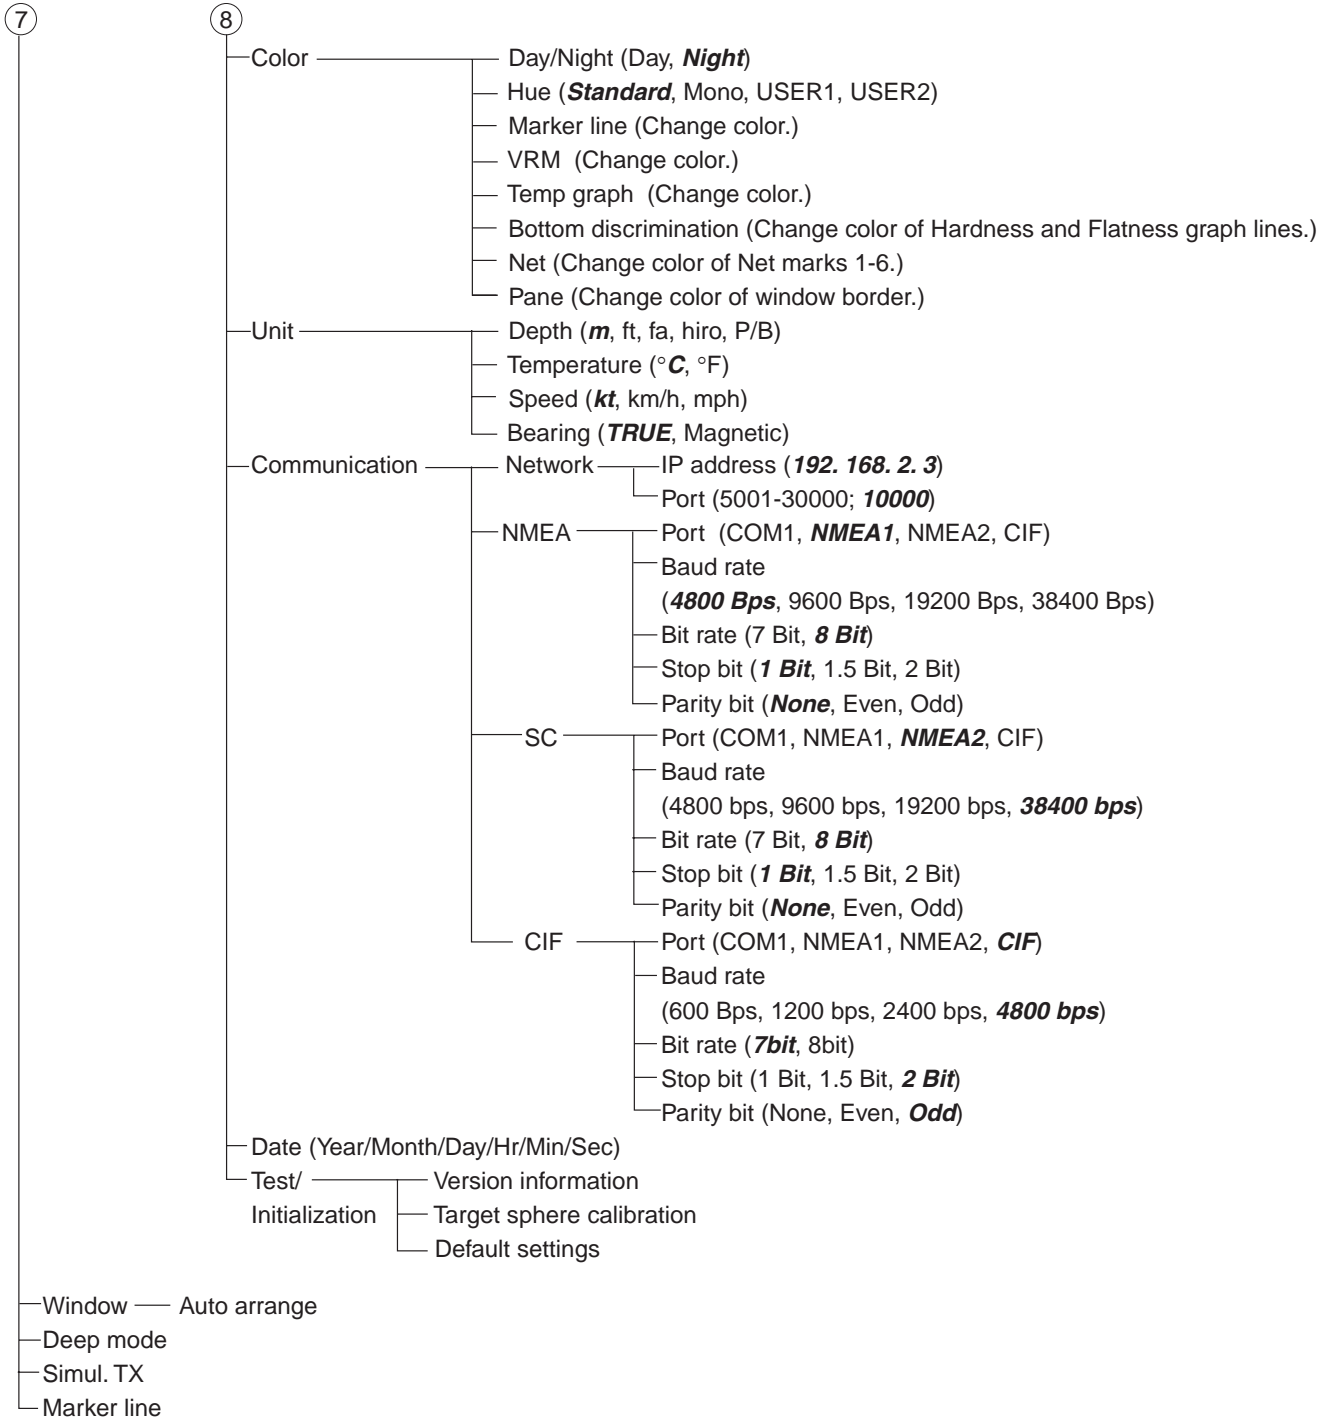 7 8
Color Day/Night (Day, Night)
Hue (Standard, Mono, USER1, USER2)
Marker line (Change color.)
VRM (Change color.)
Temp graph (Change color.)
Bottom discrimination (Change color of Hardness and Flatness graph lines.)
Net (Change color of Net marks 1-6.)
Pane (Change color of window border.)
Unit Depth (m, ft, fa, hiro, P/B)
Temperature (°C, °F)
Speed (kt, km/h, mph)
Bearing (TRUE, Magnetic)
Communication Network IP address (192. 168. 2. 3)
Port (5001-30000; 10000)
NMEA Port (COM1, NMEA1, NMEA2, CIF)
Baud rate
(4800 Bps, 9600 Bps, 19200 Bps, 38400 Bps)
Bit rate (7 Bit, 8 Bit)
Stop bit (1 Bit, 1.5 Bit, 2 Bit)
Parity bit (None, Even, Odd)
SC Port (COM1, NMEA1, NMEA2, CIF)
Baud rate
(4800 bps, 9600 bps, 19200 bps, 38400 bps)
Bit rate (7 Bit, 8 Bit)
Stop bit (1 Bit, 1.5 Bit, 2 Bit)
Parity bit (None, Even, Odd)
CIF Port (COM1, NMEA1, NMEA2, CIF)
Baud rate
(600 Bps, 1200 bps, 2400 bps, 4800 bps)
Bit rate (7bit, 8bit)
Stop bit (1 Bit, 1.5 Bit, 2 Bit)
Parity bit (None, Even, Odd)
Date (Year/Month/Day/Hr/Min/Sec)
Test/ Version information
Initialization Target sphere calibration
Default settings
Window Auto arrange
Deep mode
Simul. TX
Marker line